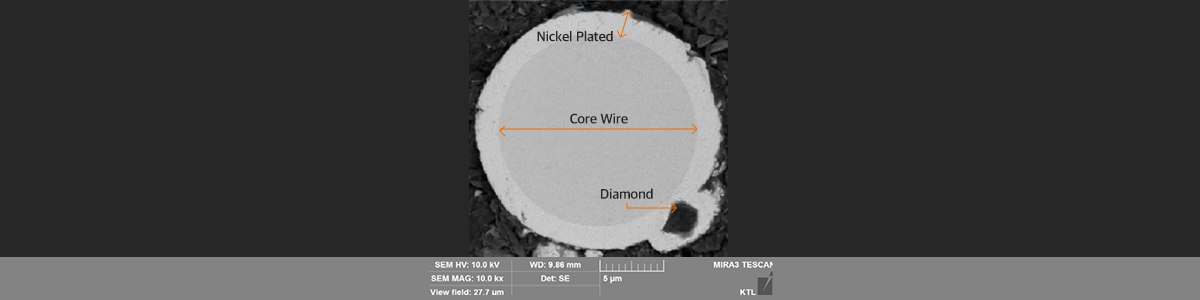 Nickel Plated
Core Wire
Diamond
SEM HV: 10.0 kV WD: 9.86 mm MIRA3 TESCAN
SEM MAG: 10.0 kx Det: SE 5 µm
View field: 27.7 um KTL